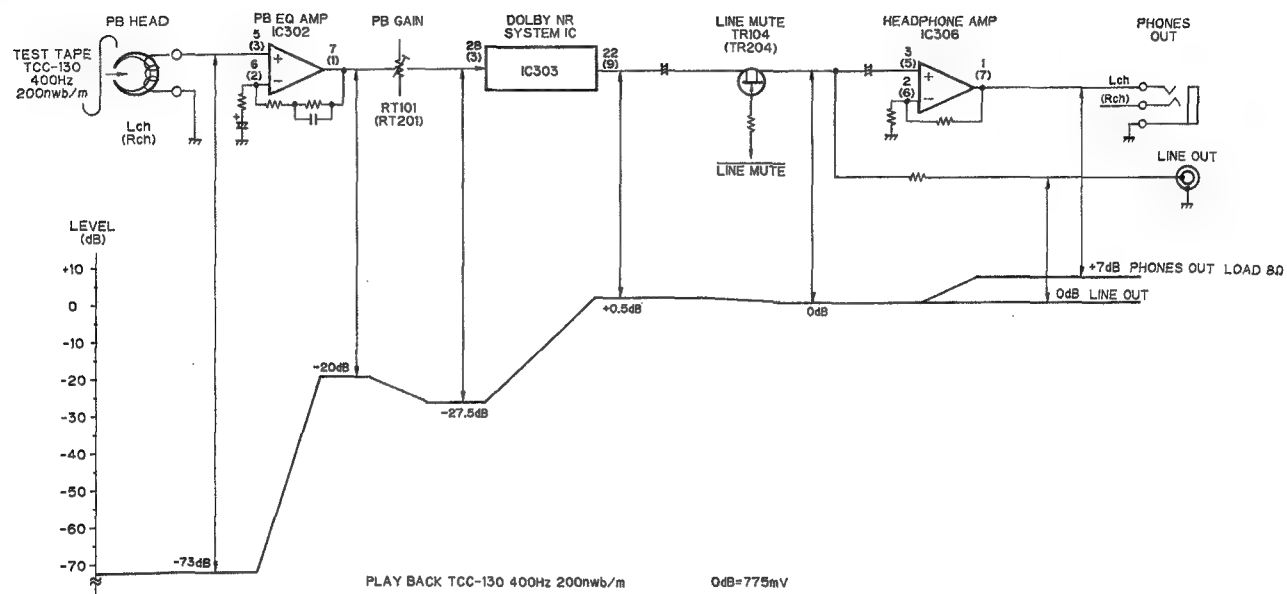 PB HEAD
TEST TAPE
TCC-130
400Hz
200nwb/m
Lch
(Rch)
PB EQ AMP
IC302
5
(3)
6
(2)
7
(1)
+
−
+
PB GAIN
RT101
(RT201)
DOLBY NR
SYSTEM IC
28
(3)
IC303
22
(9)
LINE MUTE
TR104
(TR204)
LINE MUTE
HEADPHONE AMP
IC306
3
(5)
2
(6)
1
(7)
+
−
PHONES
OUT
Lch
(Rch)
LINE OUT
LEVEL
(dB)
+10
0
-10
-20
-30
-40
-50
-60
-70
-73dB
-20dB
-27.5dB
+0.5dB
0dB
+7dB PHONES OUT LOAD 8Ω
0dB LINE OUT
PLAY BACK TCC-130 400Hz 200nwb/m 0dB=775mV